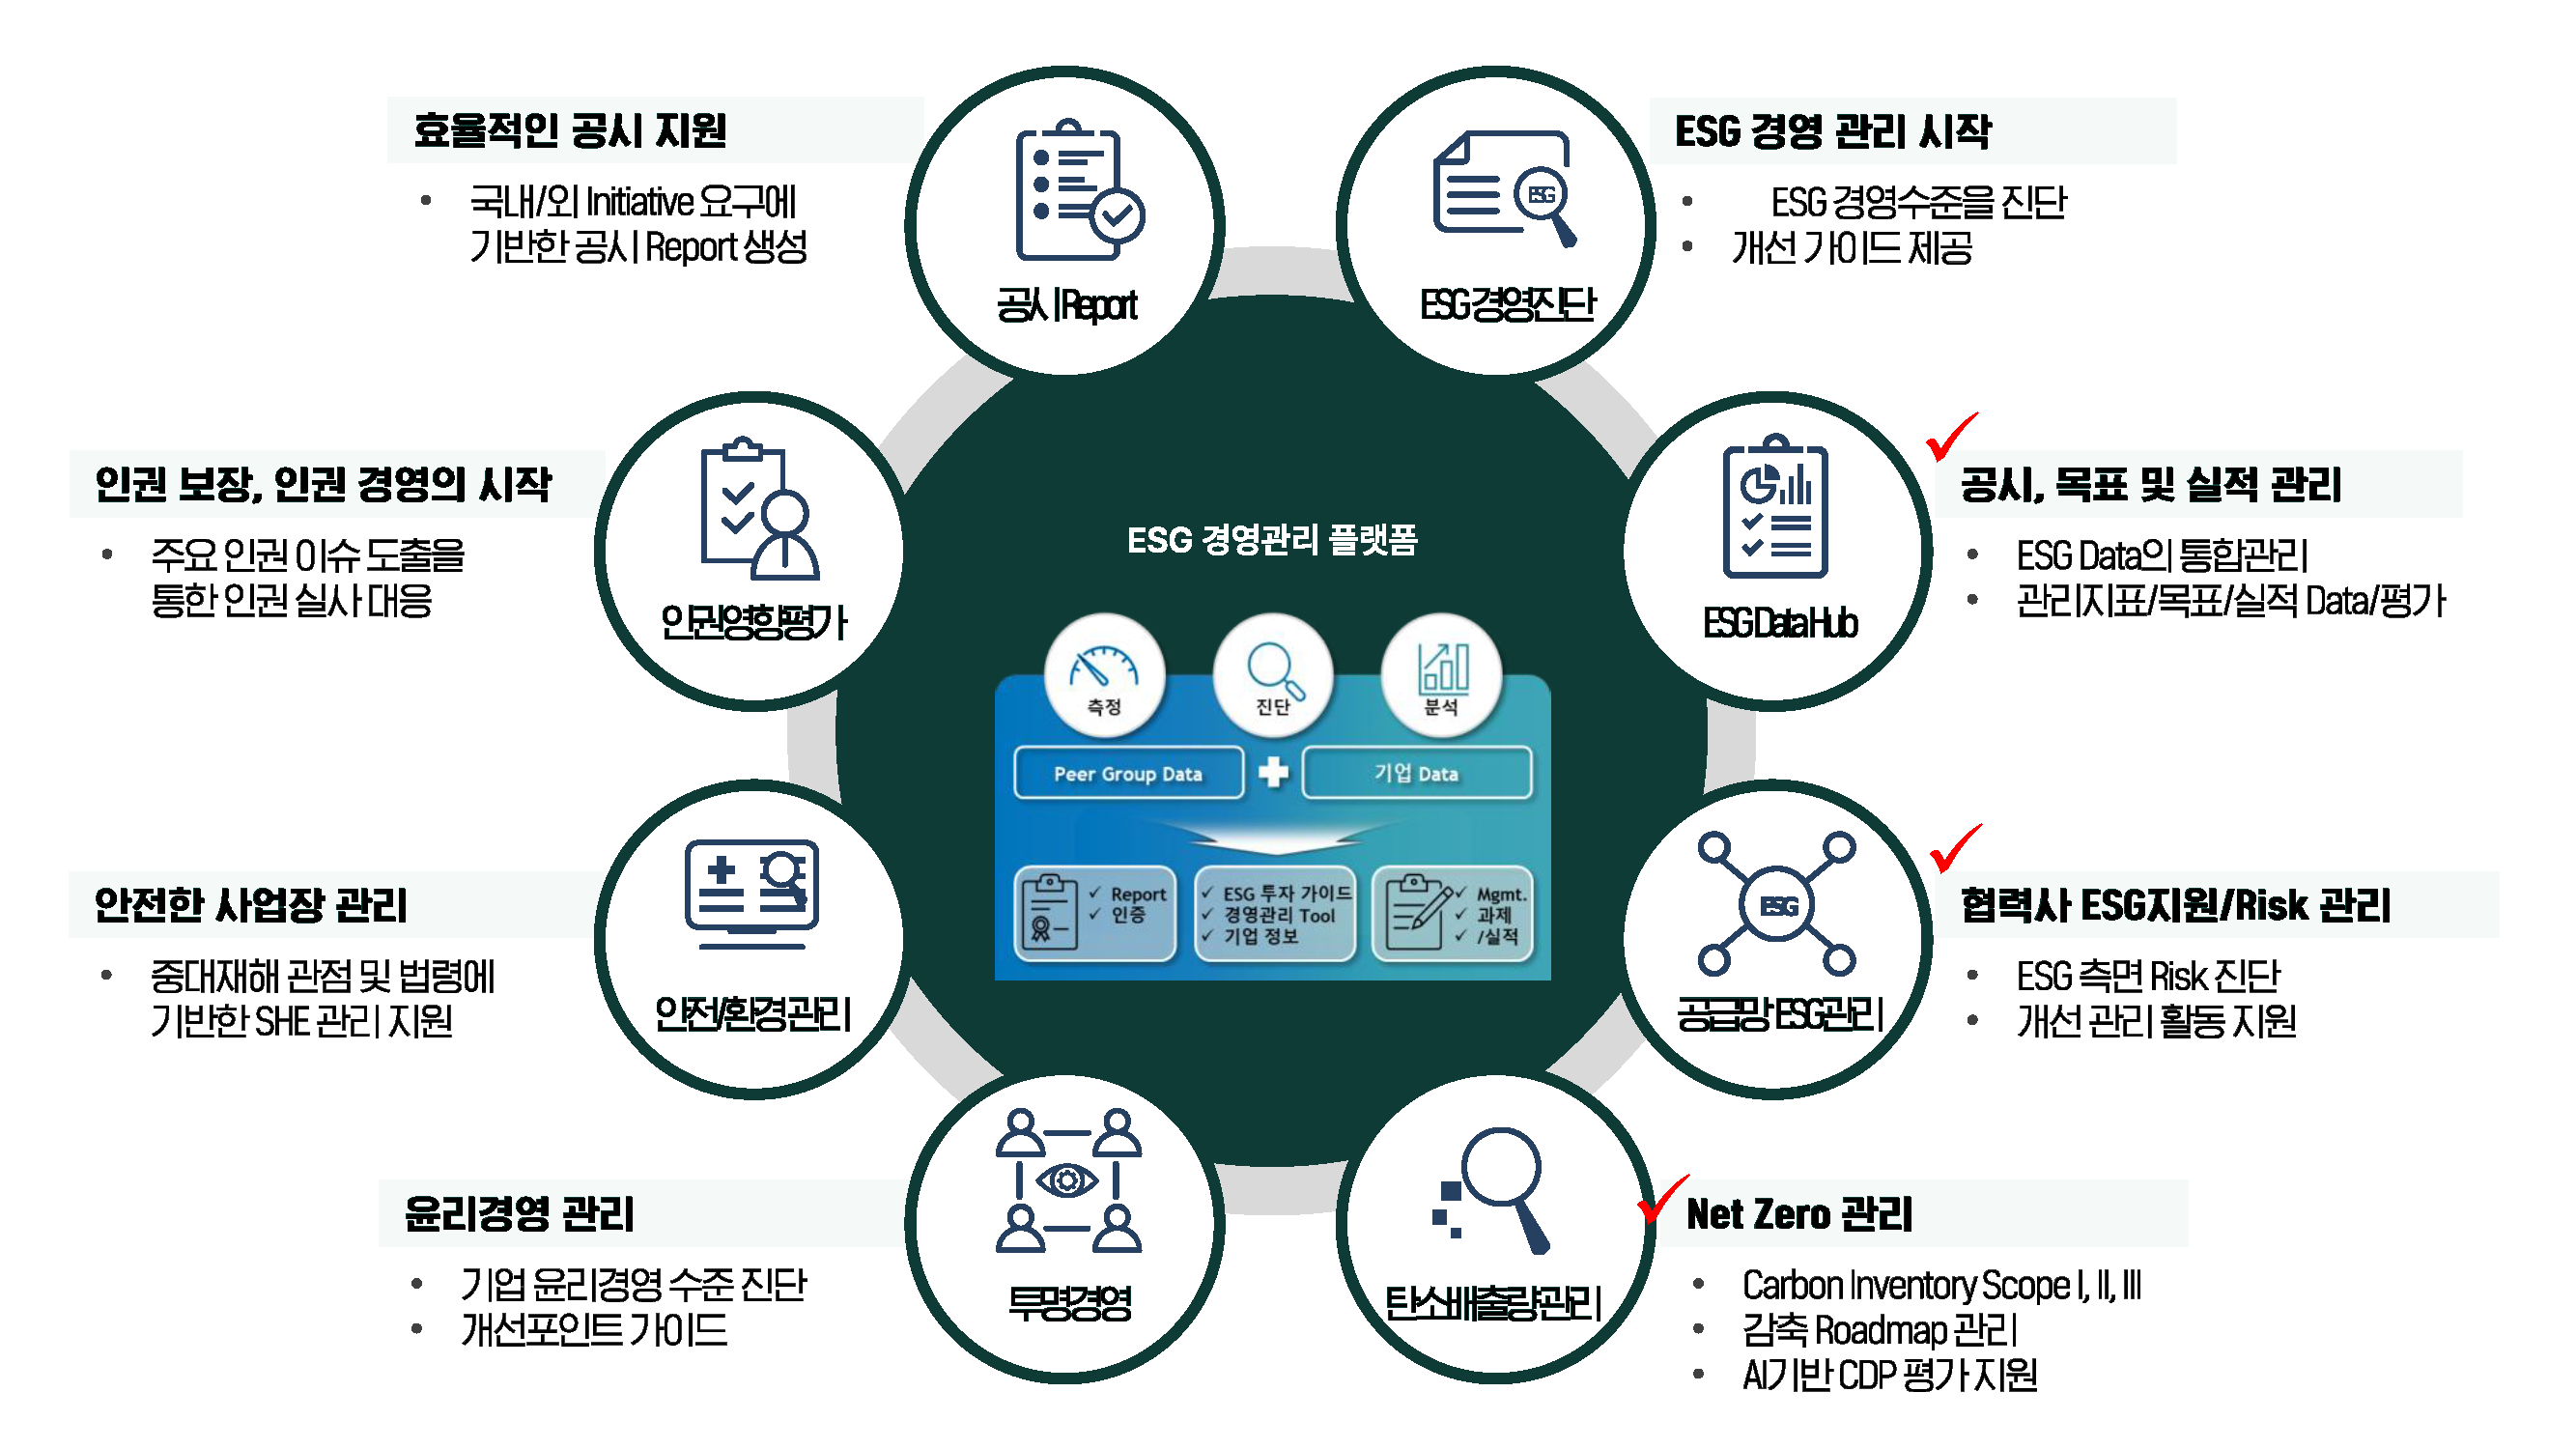 효율적인 공시 지원
• 국내/외 Initiative 요구에
기반한 공시 Report 생성
공시 Report
ESG
ESG 경영진단
ESG 경영 관리 시작
• ESG 경영수준을 진단
• 개선 가이드 제공
인권 보장, 인권 경영의 시작
• 주요 인권 이슈 도출을
통한 인권 실사 대응
인권영향평가
ESG Data Hub
공시, 목표 및 실적 관리
• ESG Data의 통합관리
• 관리지표/목표/실적 Data/평가
ESG 경영관리 플랫폼
측정
진단
분석
Peer Group Data
기업 Data
✓ Report
✓ 인증
✓ ESG 투자 가이드
✓ 경영관리 Tool
✓ 기업 정보
✓ Mgmt.
✓ 과제
✓ /실적
안전한 사업장 관리
• 중대재해 관점 및 법령에
기반한 SHE 관리 지원
안전/환경관리
ESG
공급망 ESG관리
협력사 ESG지원/Risk 관리
• ESG 측면 Risk 진단
• 개선 관리 활동 지원
윤리경영 관리
• 기업 윤리경영 수준 진단
• 개선포인트 가이드
투명경영
탄소배출량관리
Net Zero 관리
• Carbon Inventory Scope I, II, III
• 감축 Roadmap 관리
• AI기반 CDP 평가 지원